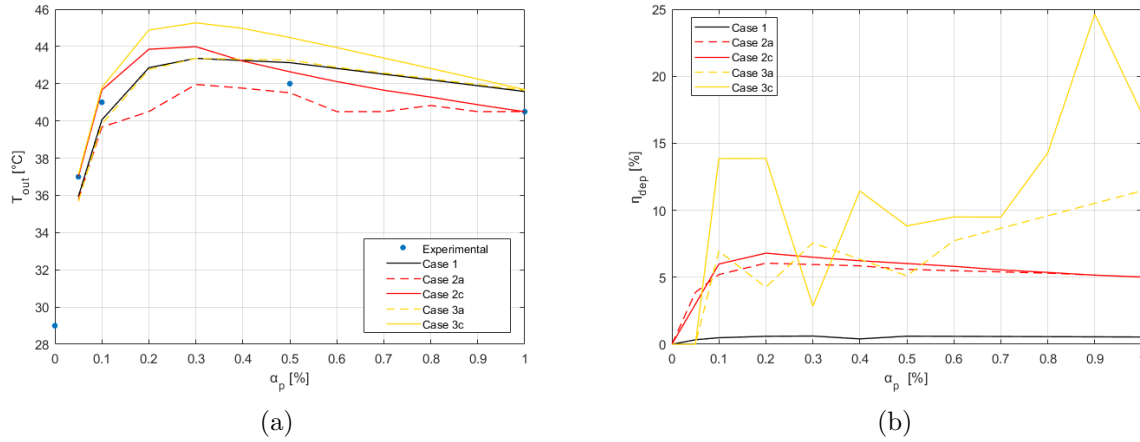 46
44
42
40
38
36
34
32
30
28
T_out [°C]
0 0.1 0.2 0.3 0.4 0.5 0.6 0.7 0.8 0.9 1
α_p [%]
Experimental
Case 1
Case 2a
Case 2c
Case 3a
Case 3c
(a)
25
20
15
10
5
0
η_dep [%]
0 0.1 0.2 0.3 0.4 0.5 0.6 0.7 0.8 0.9
α_p [%]
Case 1
Case 2a
Case 2c
Case 3a
Case 3c
(b)